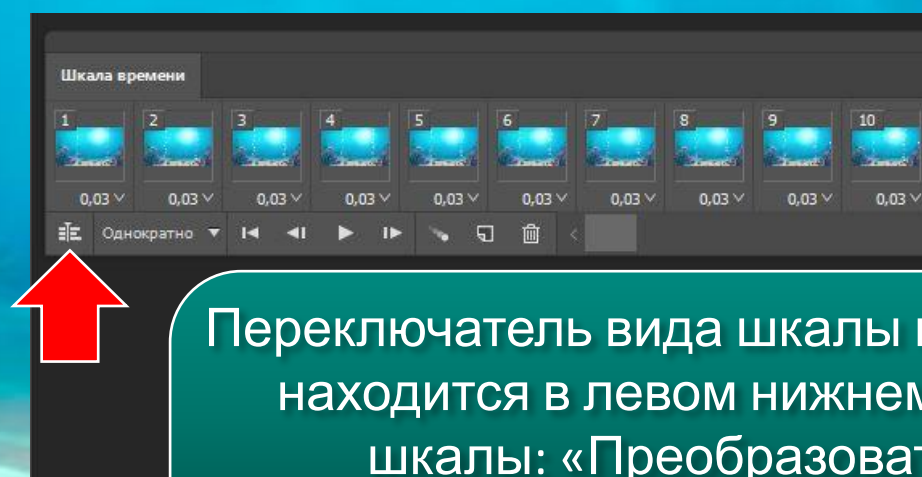 Шкала времени
1 2 3 4 5 6 7 8 9 10
0,03 0,03 0,03 0,03 0,03 0,03 0,03 0,03 0,03 0,03
Однократно
Переключатель вида шкалы
находится в левом нижнем
шкалы: «Преобразоват